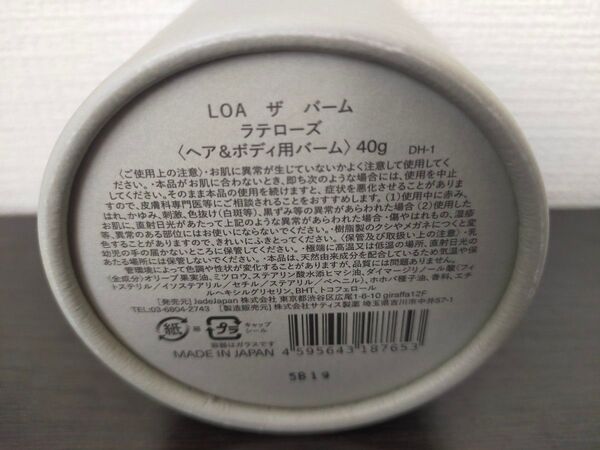 LOA ザ バーム
ラテローズ
〈ヘア&ボディ用バーム〉40g DH-1
〈ご使用上の注意〉・お肌に異常が生じていないかよく注意して使用してく
ださい。・本品がお肌に合わないとき、即ち次のような場合には、使用を中止
してください。そのまま本品の使用を続けますと、症状を悪化させることがありま
すので、皮膚科専門医等にご相談されることをおすすめします。(1)使用中に赤み、
はれ、かゆみ、刺激、色抜け(白斑等)、黒ずみ等の異常があらわれた場合(2)使用した
お肌に、直射日光があたって上記のような異常があらわれた場合・傷やはれもの、湿疹
等、異常のある部位にはお使いにならないでください。・樹脂製のクシやメガネにつくと変
色することがありますので、きれいにふきとってください。〈保管及び取扱い上の注意〉・乳
幼児の手の届かないところに保管してください。・極端に高温又は低温の場所、直射日光の
あたる場所には保管しないでください。・本品は、天然由来成分を配合しているため気温や保
管環境によって色調や性状が変化することがありますが、品質には問題ありません。
〈全成分〉オリーブ果実油、ミツロウ、ステアリン酸水添ヒマシ油、ダイマージリノール酸(フィ
トステリル/イソステアリル/セチル/ステアリル/ベヘニル)、ホホバ種子油、香料、エチ
ルヘキシルグリセリン、BHT、トコフェロール
[発売元] JadeJapan 株式会社 東京都渋谷区広尾1-6-10 giraffa12F
TEL:03-6804-2743 [製造販売元] 株式会社サティス製薬 埼玉県吉川市中井57-1
紙 箱 プラ キャップ
シール
容器はガラスです
MADE IN JAPAN 4 595643 187653
5B19